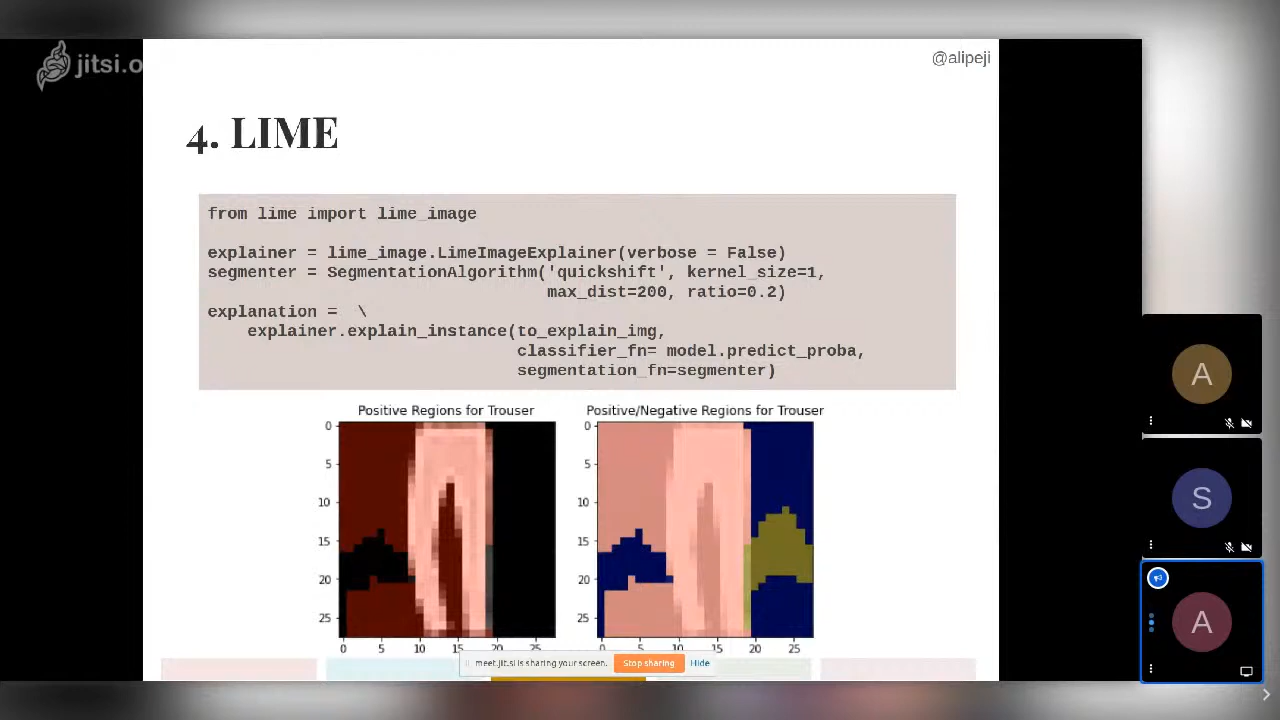 jitsi.o
@alipeji
4. LIME
from lime import lime_image
explainer = lime_image.LimeImageExplainer(verbose = False)
segmenter = SegmentationAlgorithm('quickshift', kernel_size=1,
max_dist=200, ratio=0.2)
explanation = \
explainer.explain_instance(to_explain_img,
classifier_fn= model.predict_proba,
segmentation_fn=segmenter)
Positive Regions for Trouser
0
5
10
15
20
25
0 5 10 15 20 25
Positive/Negative Regions for Trouser
0
5
10
15
20
25
0 5 10 15 20 25
meet.jit.si is sharing your screen. Stop sharing Hide
A
S
A